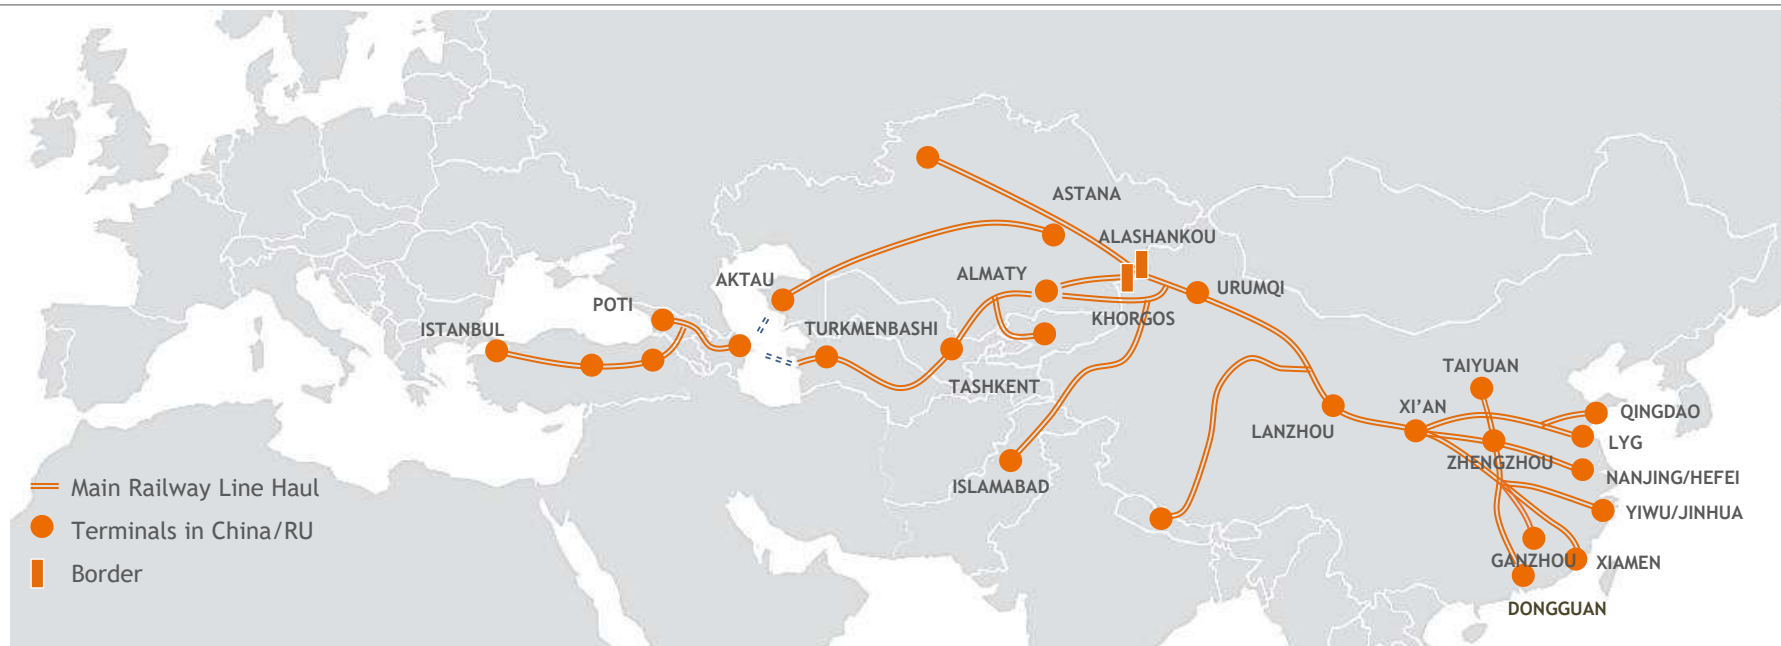 ASTANA
ALASHANKOU
ALMATY
AKTAU
URUMQI
POTI
KHORGOS
ISTANBUL
TURKMENBASHI
TAIYUAN
TASHKENT
XI'AN
QINGDAO
LANZHOU
LYG
ZHENGZHOU
NANJING/HEFEI
ISLAMABAD
YIWU/JINHUA
GANZHOU
XIAMEN
DONGGUAN
Main Railway Line Haul
Terminals in China/RU
Border